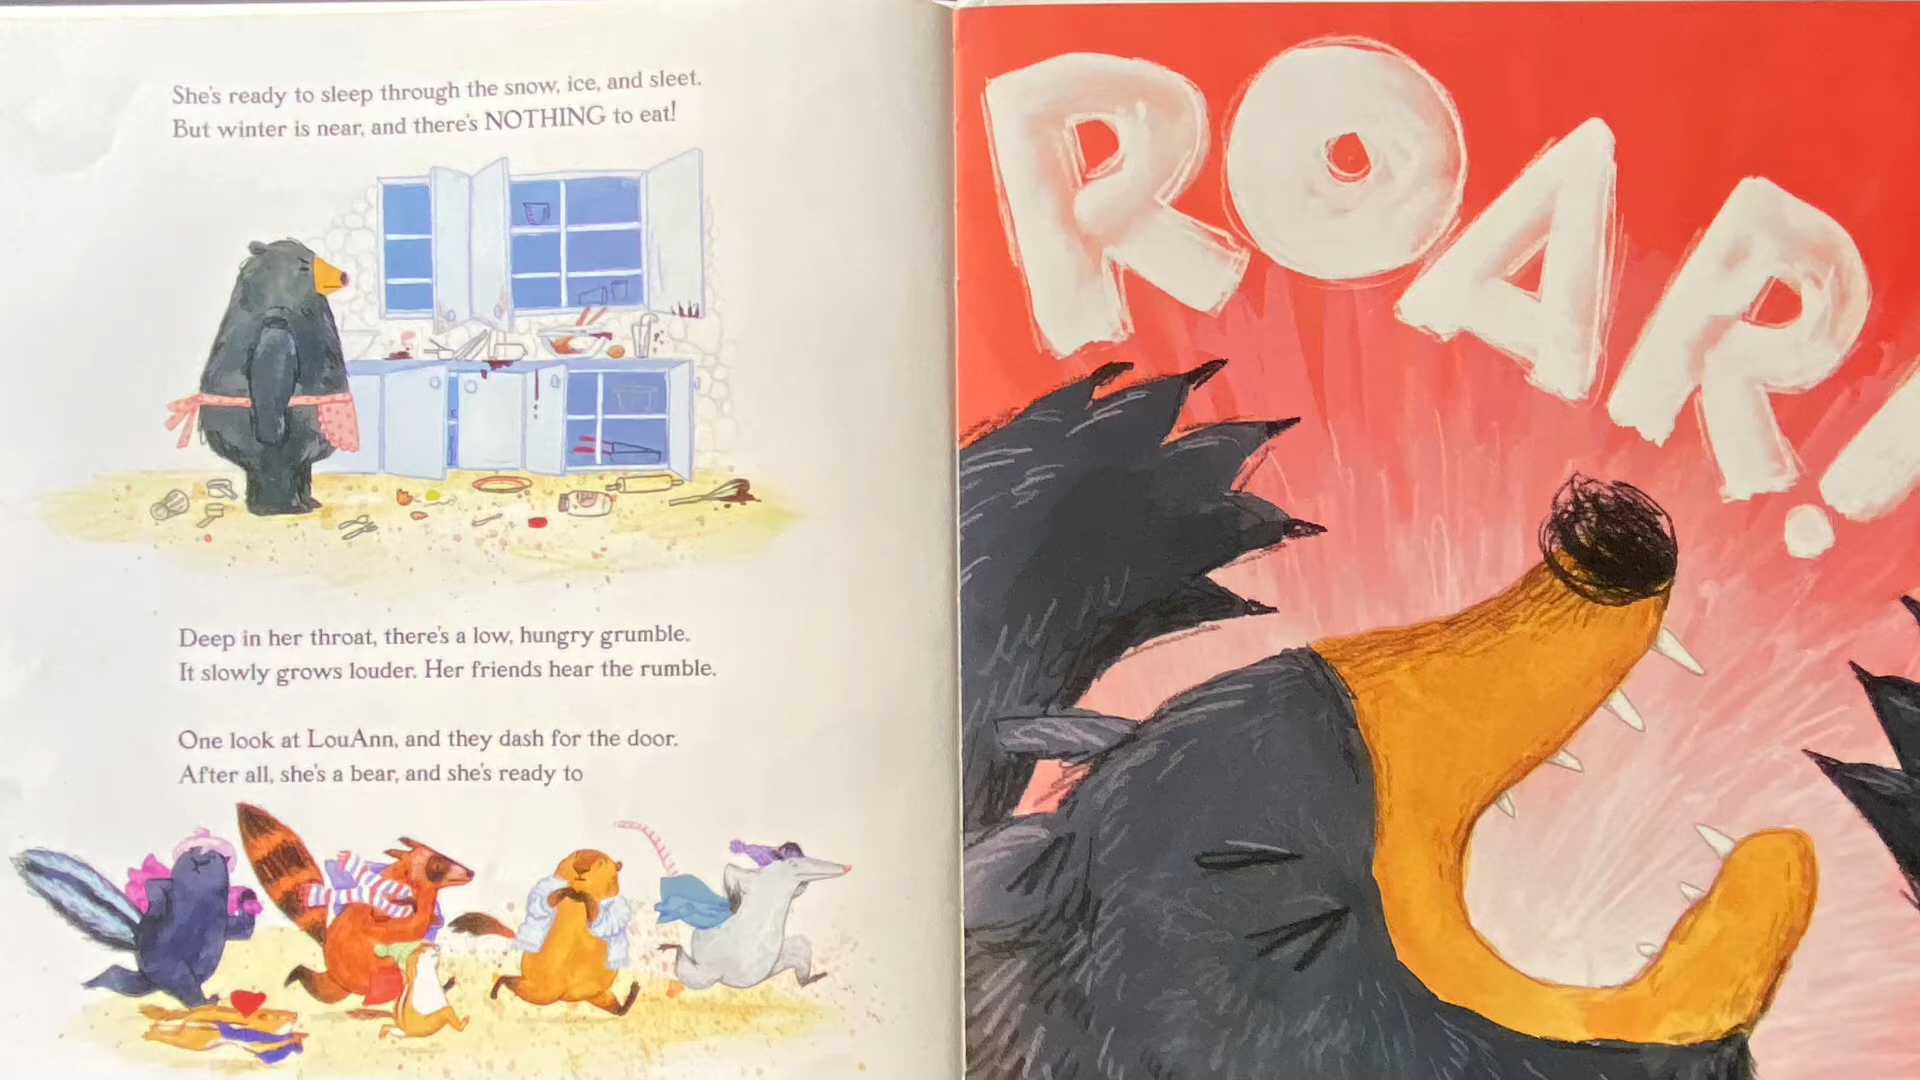 She's ready to sleep through the snow, ice, and sleet.
But winter is near, and there's NOTHING to eat!
Deep in her throat, there's a low, hungry grumble.
It slowly grows louder. Her friends hear the rumble.
One look at LouAnn, and they dash for the door.
After all, she's a bear, and she's ready to
ROAR!